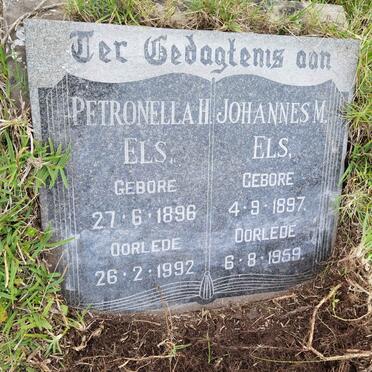 Ter Gedagtenis aan
PETRONELLA H.
ELS,
GEBORE
27·6·1896
OORLEDE
26·2·1992
JOHANNES M.
ELS,
GEBORE
4·9·1897.
OORLEDE
6·8·1959.